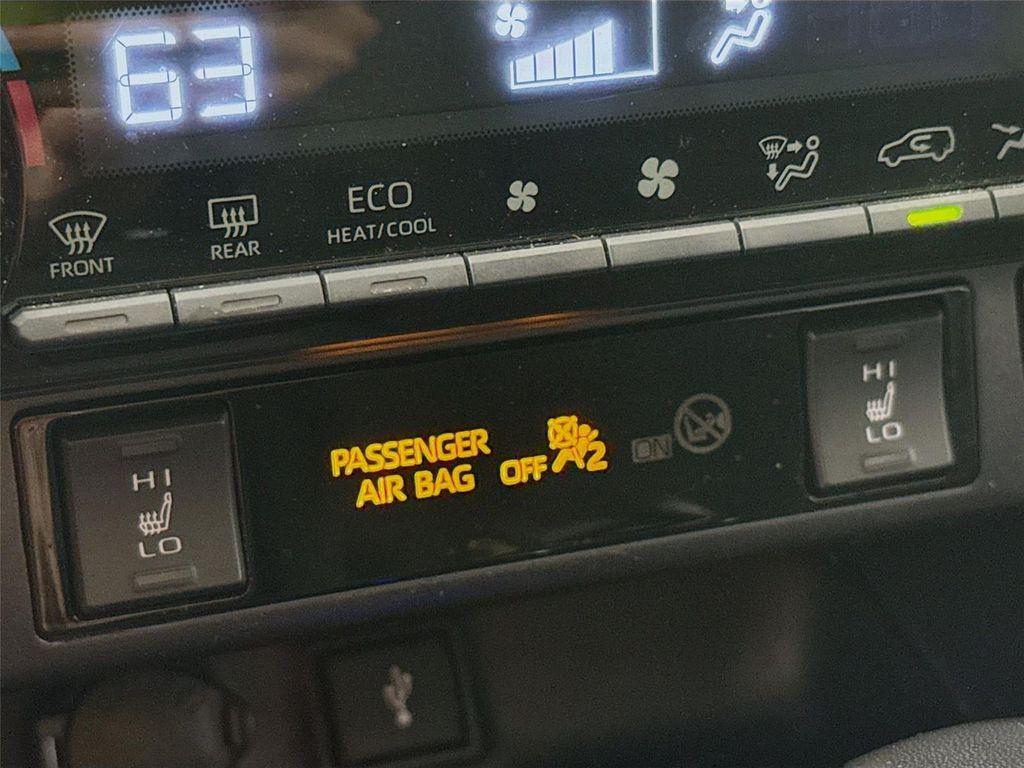 63
FRONT
REAR
ECO
HEAT/COOL
HI
LO
PASSENGER
AIR BAG OFF 2
ON
HI
LO